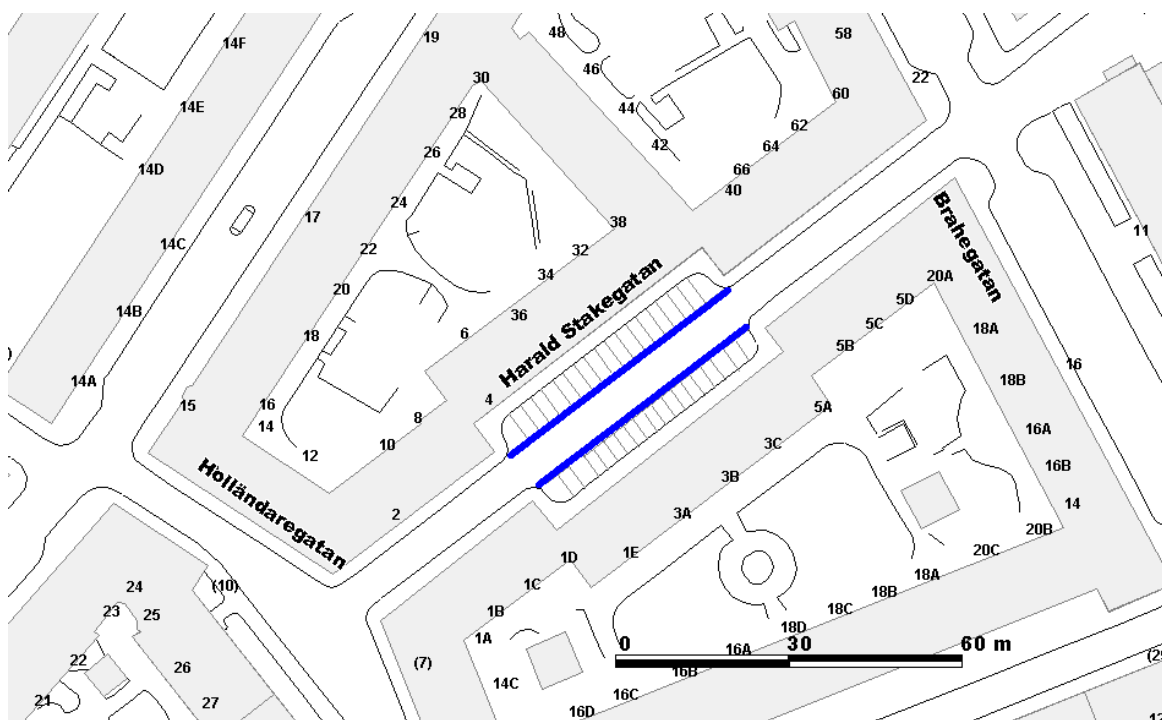 14F
19
48
58
30
46
22
14E
28
44
60
62
42
26
64
14D
66
40
24
17
38
11
Brahegatan
14C
22
32
34
20A
20
5D
14B
36
5C
18A
18
6
Harald Stakegatan
5B
16
14A
18B
15
16
4
5A
14
8
16A
10
3C
12
16B
3B
Holländaregatan
14
2
3A
20B
1D
1E
20C
18A
24
(10)
1C
18B
23
25
1B
18C
1A
18D
0 30 60 m
16A
22
(7)
26
16B
14C
16C
21
27
16D